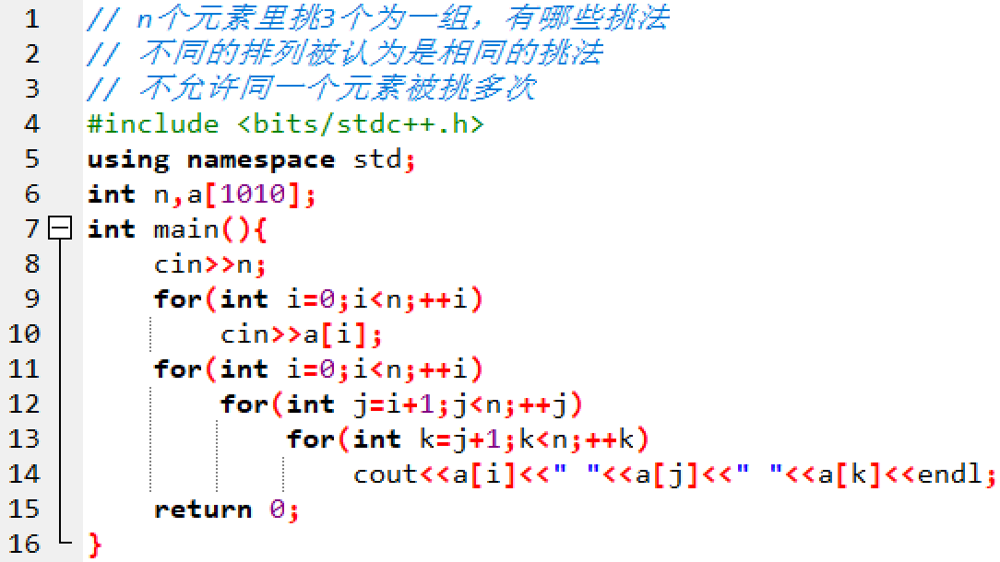 1 // n个元素里挑3个为一组，有哪些挑法
2 // 不同的排列被认为是相同的挑法
3 // 不允许同一个元素被挑多次
4 #include <bits/stdc++.h>
5 using namespace std;
6 int n,a[1010];
7 int main(){
8 cin>>n;
9 for(int i=0;i<n;++i)
10 cin>>a[i];
11 for(int i=0;i<n;++i)
12 for(int j=i+1;j<n;++j)
13 for(int k=j+1;k<n;++k)
14 cout<<a[i]<<" "<<a[j]<<" "<<a[k]<<endl;
15 return 0;
16 }